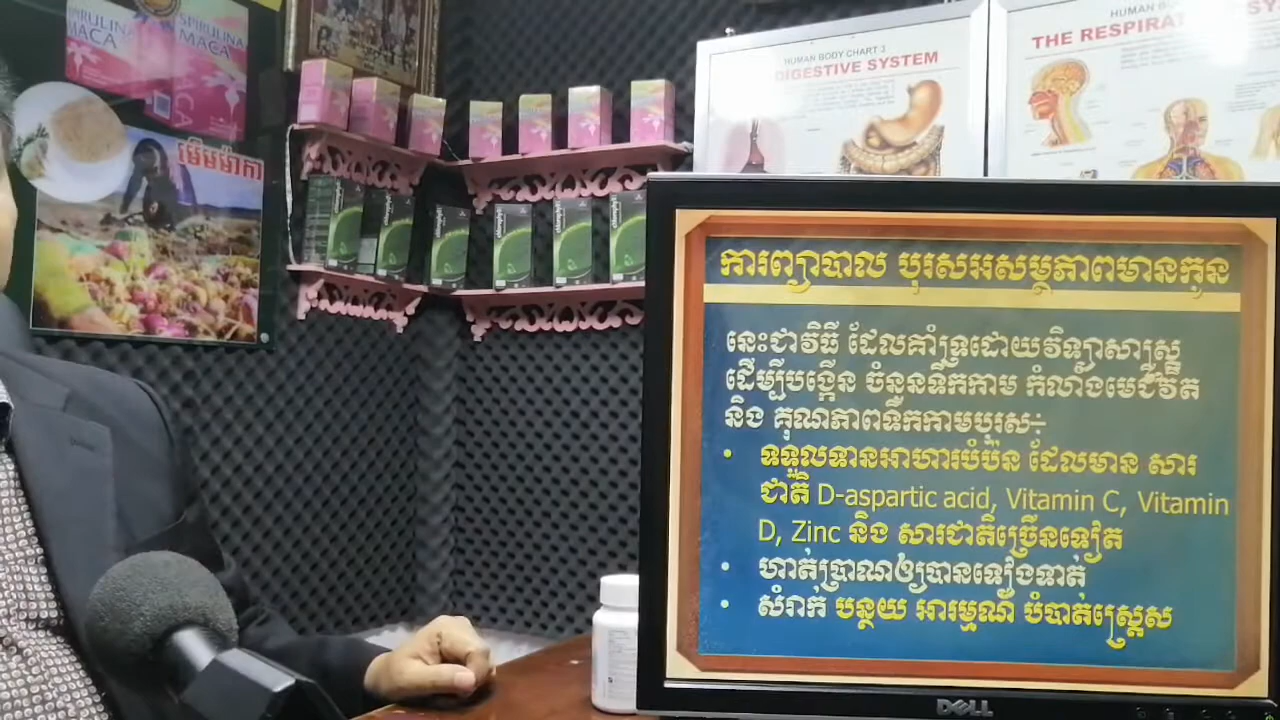 SPIRULINA
MACA
SPIRULINA
MACA
មើមម៉ាកា
HUMAN BODY CHART 3
DIGESTIVE SYSTEM
HUMAN BODY
THE RESPIRAT
ការព្យាបាល បុរសអសម្ថភាពមានកូន
នេះជាវិធី ដែលគាំទ្រដោយវិទ្យាសាស្ត្ដ
ដើម្បីបង្កើន ចំនួនទឹកកាម កំលាំងមេជីវិត
និង គុណភាពទឹកកាមបុរស÷
• ទទួលទានអាហារបំប៉ន ដែលមាន សារ
ជាតិ D-aspartic acid, Vitamin C, Vitamin
D, Zinc និង សារជាតិច្រើនទៀត
• ហាត់ប្រាណឲ្យបានទៀងទាត់
• សំរាក បន្ថយ អារម្មណ៍ បំបាត់ស្ត្រេស
DELL